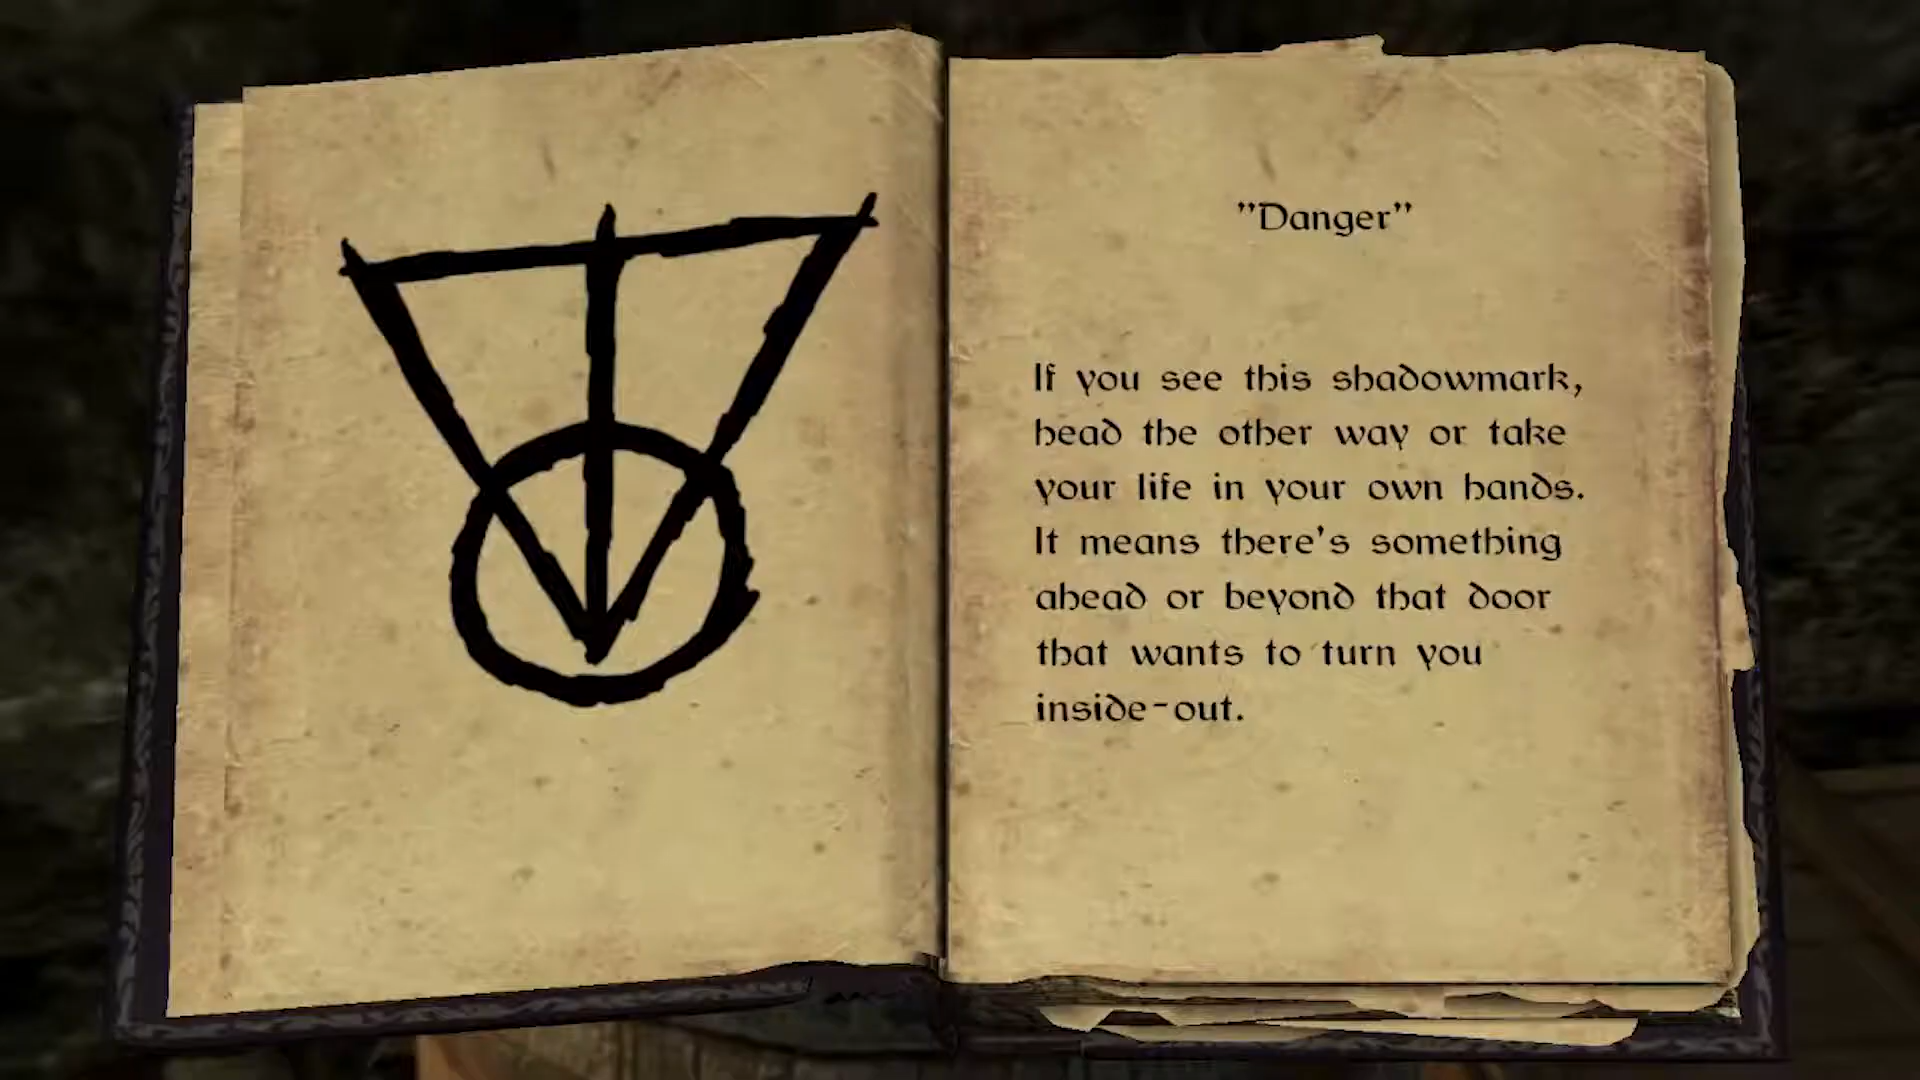 "Danger"
If you see this shadowmark,
head the other way or take
your life in your own hands.
It means there's something
ahead or beyond that door
that wants to turn you
inside-out.